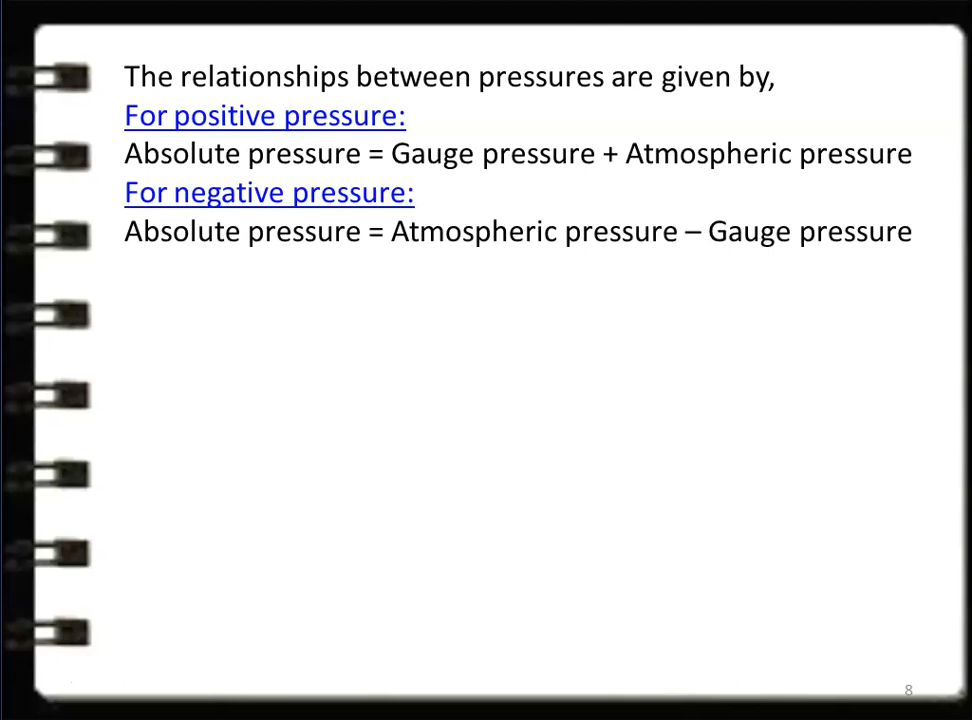 The relationships between pressures are given by,
For positive pressure:
Absolute pressure = Gauge pressure + Atmospheric pressure
For negative pressure:
Absolute pressure = Atmospheric pressure – Gauge pressure
8